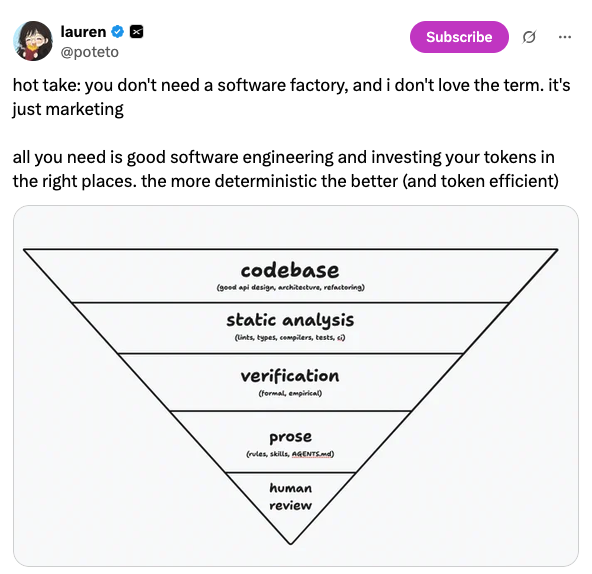 lauren
@poteto
Subscribe
hot take: you don't need a software factory, and i don't love the term. it's
just marketing
all you need is good software engineering and investing your tokens in
the right places. the more deterministic the better (and token efficient)
codebase
(good api design, architecture, refactoring)
static analysis
(lints, types, compilers, tests, ci)
verification
(formal, empirical)
prose
(rules, skills, AGENTS.md)
human
review